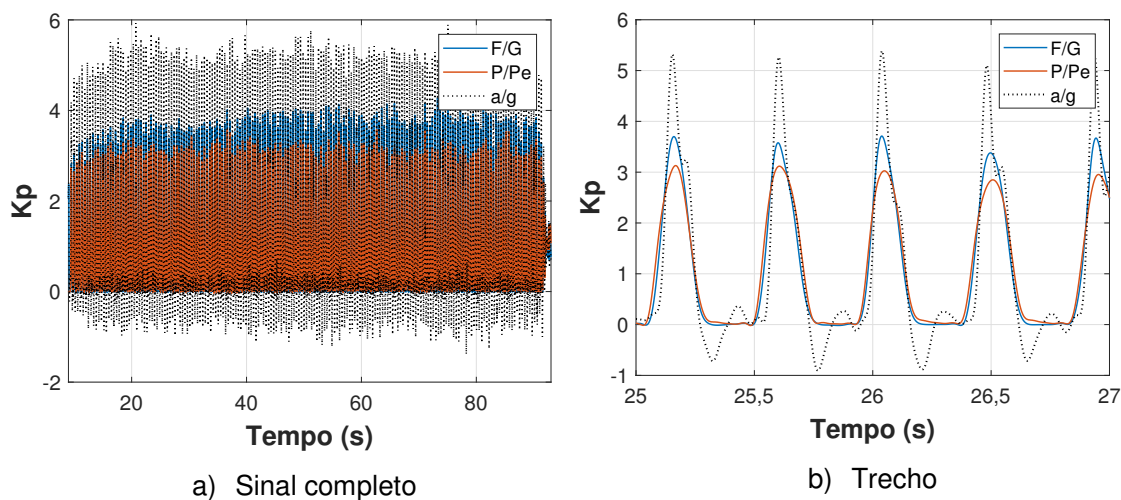 6
4
2
0
-2
Kp
20
40
60
80
Tempo (s)
F/G
P/Pe
a/g
a) Sinal completo
6
5
4
3
2
1
0
-1
Kp
25
25,5
26
26,5
27
Tempo (s)
F/G
P/Pe
a/g
b) Trecho